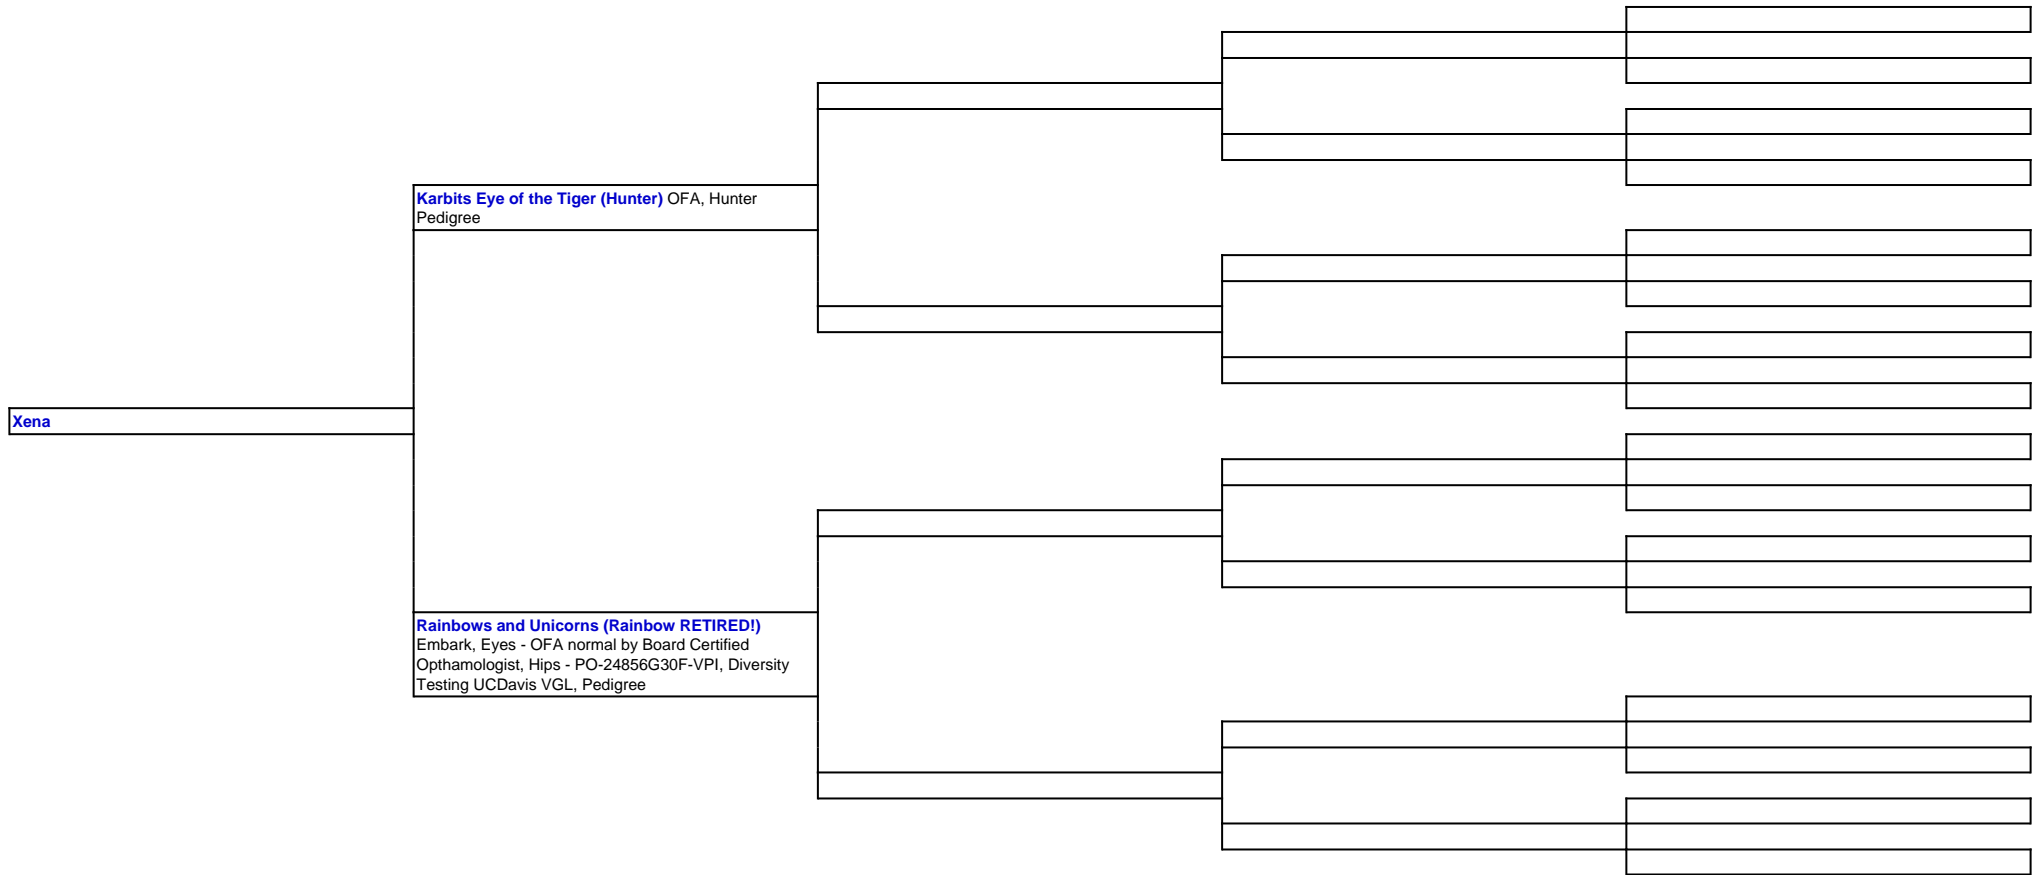 Karbits Eye of the Tiger (Hunter) OFA, Hunter
Pedigree
Xena
Rainbows and Unicorns (Rainbow RETIRED!)
Embark, Eyes - OFA normal by Board Certified
Opthamologist, Hips - PO-24856G30F-VPI, Diversity
Testing UCDavis VGL, Pedigree